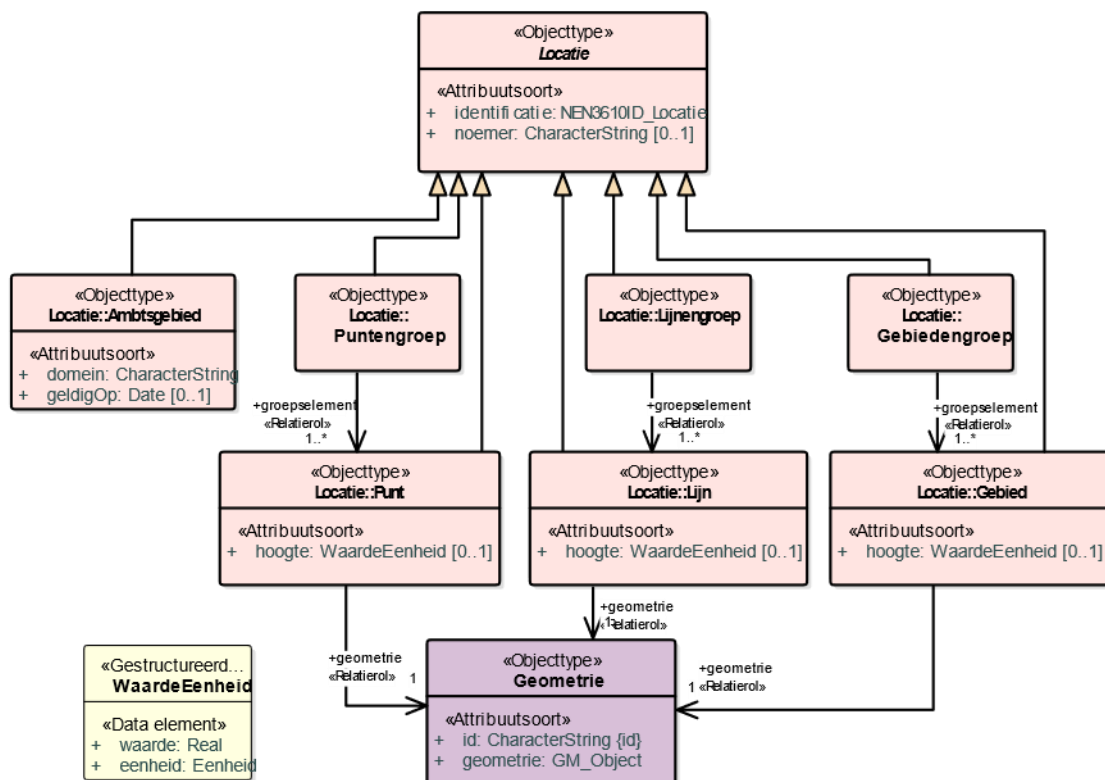 «Objecttype»
Locatie
«Attribuutsoort»
+ identificatie: NEN3610ID_Locatie
+ noemer: CharacterString [0..1]
«Objecttype»
Locatie::Ambtsgebied
«Attribuutsoort»
+ domein: CharacterString
+ geldigOp: Date [0..1]
«Objecttype»
Locatie::
Puntengroep
«Objecttype»
Locatie::Lijnengroep
«Objecttype»
Locatie::
Gebiedengroep
+groepselement
«Relatierol»
1..*
+groepselement
«Relatierol»
1..*
+groepselement
«Relatierol»
1..*
«Objecttype»
Locatie::Punt
«Attribuutsoort»
+ hoogte: WaardeEenheid [0..1]
«Objecttype»
Locatie::Lijn
«Attribuutsoort»
+ hoogte: WaardeEenheid [0..1]
«Objecttype»
Locatie::Gebied
«Attribuutsoort»
+ hoogte: WaardeEenheid [0..1]
+geometrie
«Relatierol»
1
+geometrie
1
«Relatierol»
+geometrie
1 «Relatierol»
«Gestructureerd...
WaardeEenheid
«Data element»
+ waarde: Real
+ eenheid: Eenheid
«Objecttype»
Geometrie
«Attribuutsoort»
+ id: CharacterString {id}
+ geometrie: GM_Object